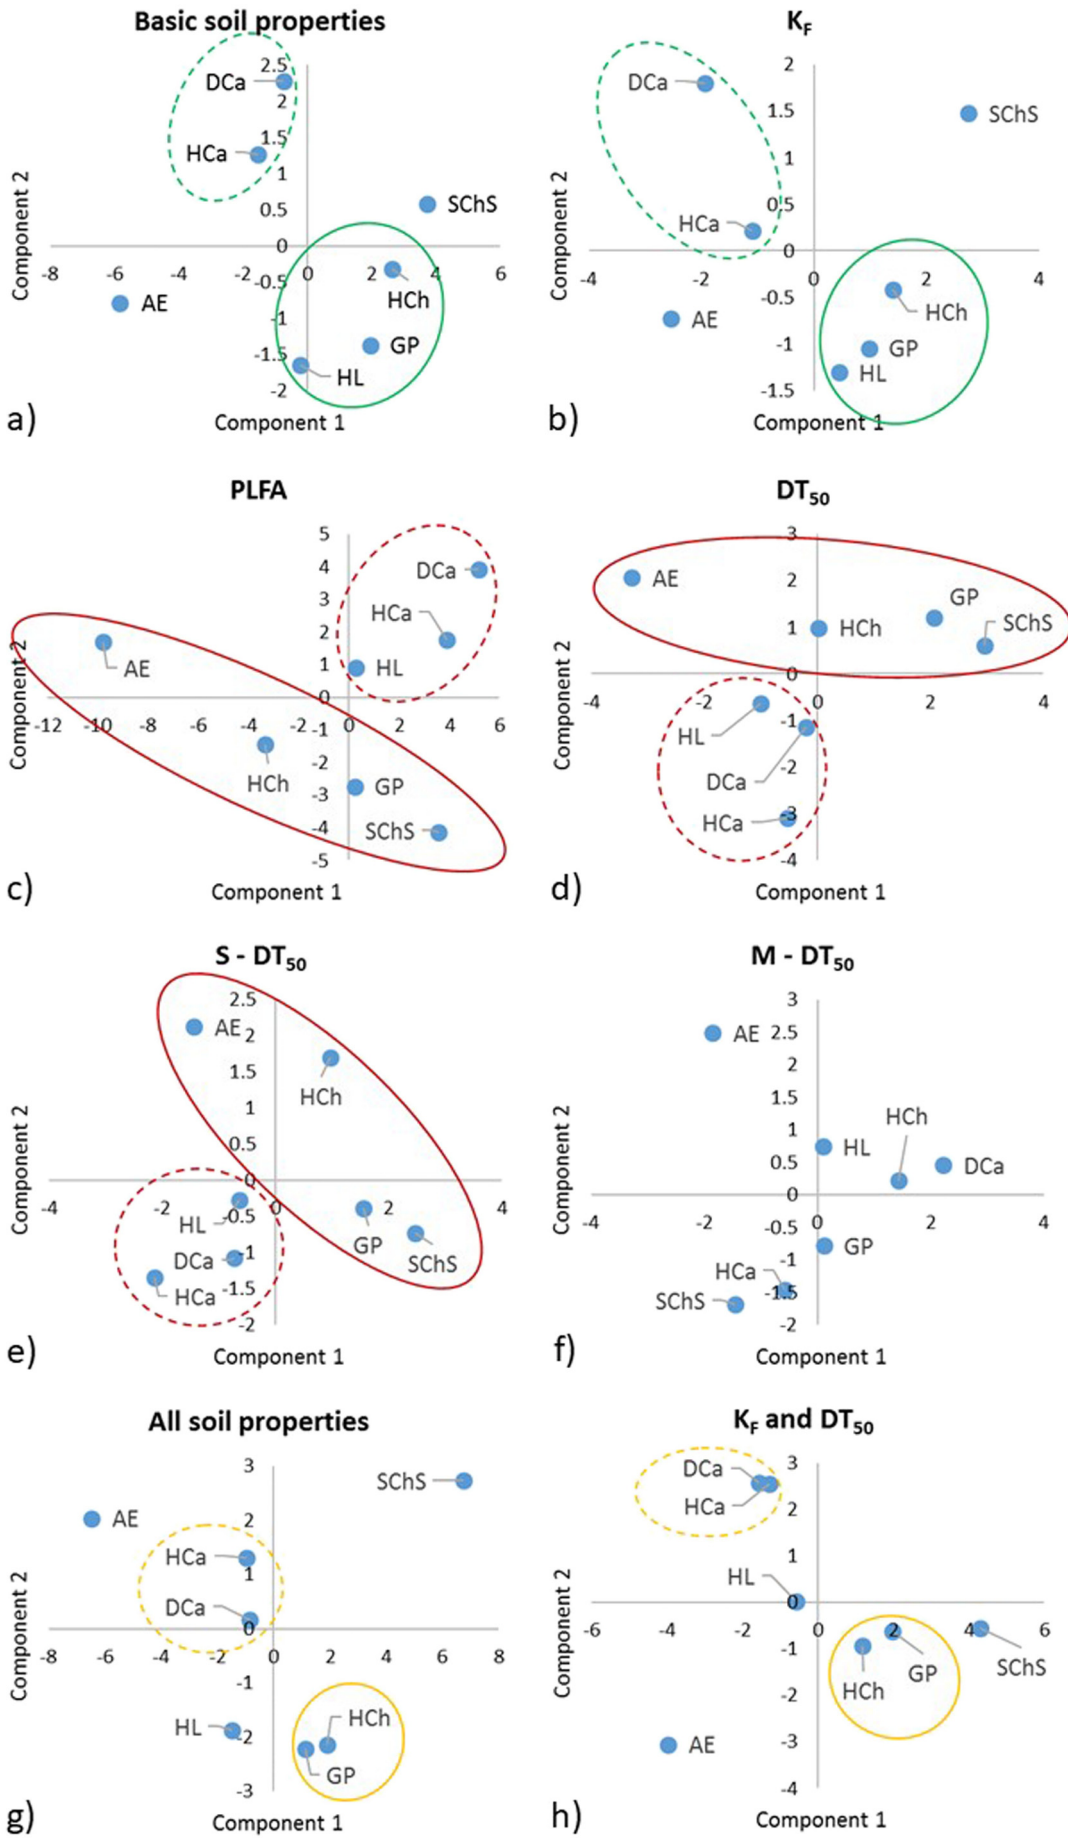 Basic soil properties
2.5
DCa
2
1.5
HCa
1
0.5
SChS
0
-8 -6 -4 -2 0 2 4 6
-0.5
HCh
AE
-1
GP
-1.5
HL
-2
Component 2
Component 1
a)
KF
2
DCa
1.5
SChS
1
0.5
HCa
0
-4 -2 0 2 4
-0.5
HCh
AE
-1
GP
HL
-1.5
Component 2
Component 1
b)
PLFA
5
4
DCa
3
HCa
2
1
HL
AE
0
-12 -10 -8 -6 -4 -2 0 2 4 6
-1
-2
HCh
GP
-3
SChS
-4
-5
Component 2
Component 1
c)
DT50
3
AE
2
GP
1
HCh
SChS
0
-4 -2 0 2 4
-1
HL
DCa
-2
HCa
-3
-4
Component 2
Component 1
d)
S - DT50
2.5
AE
2
1.5
HCh
1
0.5
0
-4 -2 0 2 4
-0.5
HL
GP
-1
DCa
SChS
-1.5
HCa
-2
Component 2
Component 1
e)
M - DT50
3
AE
2.5
2
1.5
HCh
1
HL
0.5
DCa
0
-4 -2 0 2 4
-0.5
GP
-1
HCa
-1.5
SChS
-2
Component 2
Component 1
f)
All soil properties
3
SChS
2
AE
HCa
1
DCa
0
-8 -6 -4 -2 0 2 4 6 8
-1
HL
-2
HCh
GP
-3
Component 2
Component 1
g)
KF and DT50
3
DCa
HCa
2
1
HL
0
-6 -4 -2 0 2 4 6
-1
SChS
GP
HCh
-2
AE
-3
-4
Component 2
Component 1
h)